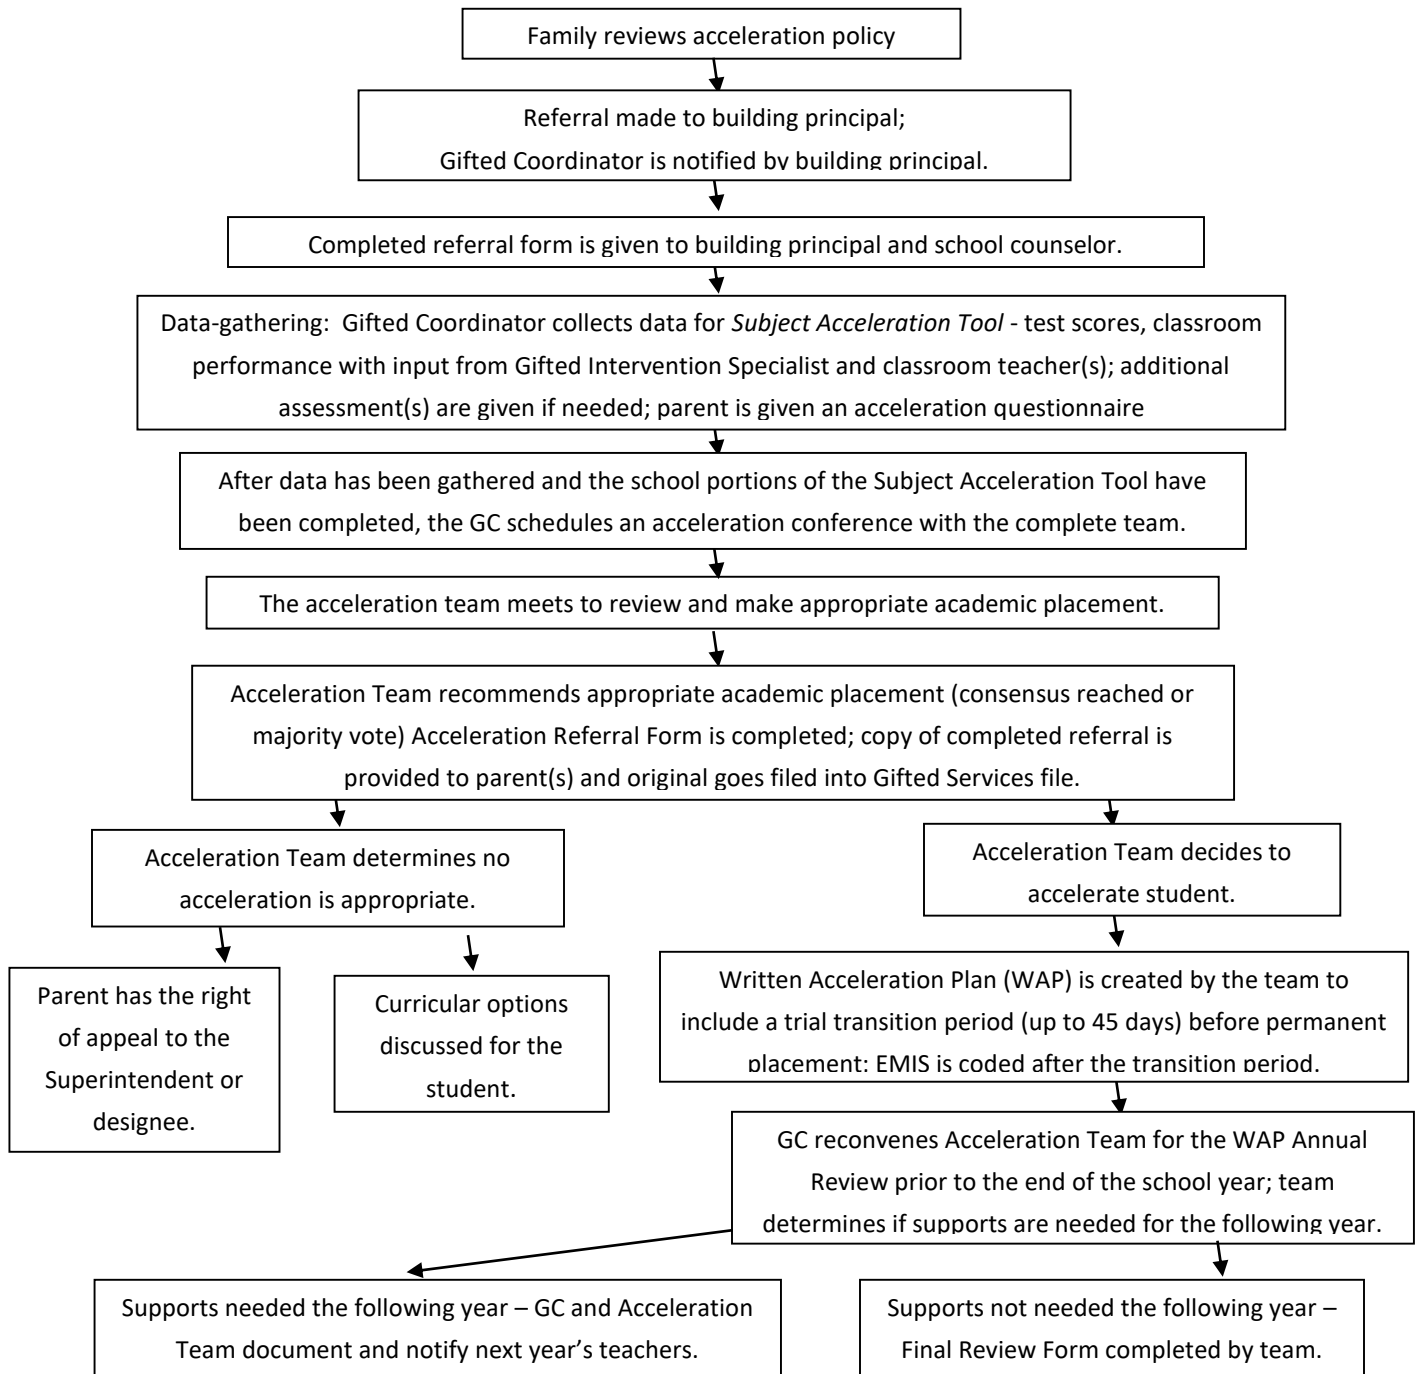 Family reviews acceleration policy
Referral made to building principal;
Gifted Coordinator is notified by building principal.
Completed referral form is given to building principal and school counselor.
Data-gathering:  Gifted Coordinator collects data for Subject Acceleration Tool - test scores, classroom
performance with input from Gifted Intervention Specialist and classroom teacher(s); additional
assessment(s) are given if needed; parent is given an acceleration questionnaire
After data has been gathered and the school portions of the Subject Acceleration Tool have
been completed, the GC schedules an acceleration conference with the complete team.
The acceleration team meets to review and make appropriate academic placement.
Acceleration Team recommends appropriate academic placement (consensus reached or
majority vote) Acceleration Referral Form is completed; copy of completed referral is
provided to parent(s) and original goes filed into Gifted Services file.
Acceleration Team determines no
acceleration is appropriate.
Acceleration Team decides to
accelerate student.
Parent has the right
of appeal to the
Superintendent or
designee.
Curricular options
discussed for the
student.
Written Acceleration Plan (WAP) is created by the team to
include a trial transition period (up to 45 days) before permanent
placement: EMIS is coded after the transition period.
GC reconvenes Acceleration Team for the WAP Annual
Review prior to the end of the school year; team
determines if supports are needed for the following year.
Supports needed the following year – GC and Acceleration
Team document and notify next year’s teachers.
Supports not needed the following year –
Final Review Form completed by team.